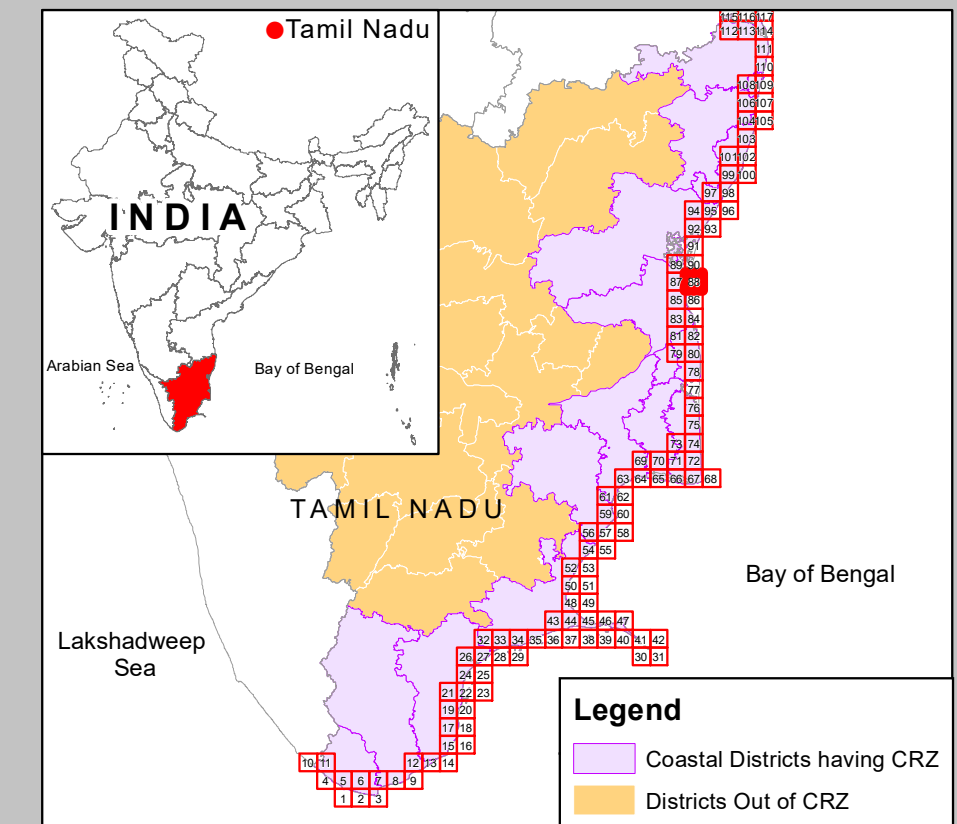 Tamil Nadu
INDIA
Arabian Sea
Bay of Bengal
115 116 117
112 113 114
111
110
108 109
106 107
104 105
103
101 102
99 100
97 98
94 95 96
92 93
91
89 90
87 88
85 86
83 84
81 82
79 80
78
77
76
75
73 74
69 70 71 72
63 64 65 66 67 68
61 62
59 60
56 57 58
54 55
52 53
50 51
48 49
43 44 45 46 47
32 33 34 35 36 37 38 39 40 41 42
26 27 28 29 30 31
24 25
21 22 23
19 20
17 18
15 16
10 11 12 13 14
4 5 6 7 8 9
1 2 3
TAMIL NADU
Bay of Bengal
Lakshadweep
Sea
Legend
Coastal Districts having CRZ
Districts Out of CRZ